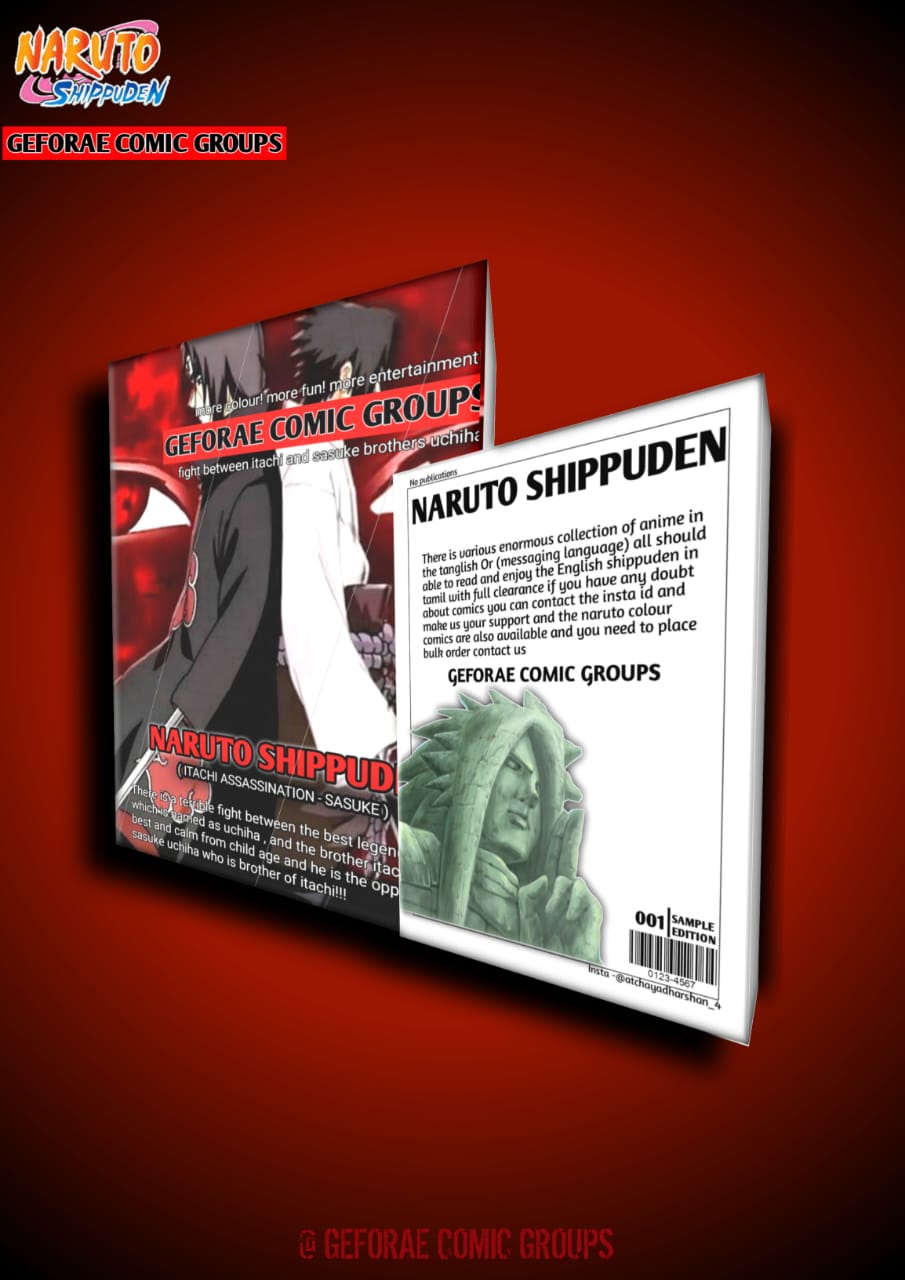 NARUTO
SHIPPUDEN
GEFORAE COMIC GROUPS
more colour! more fun! more entertainment
GEFORAE COMIC GROUPS
fight between itachi and sasuke brothers uchiha
NARUTO SHIPPUD
( ITACHI ASSASSINATION - SASUKE )
There is a terrible fight between the best legen
which is named as uchiha , and the brother itac
best and calm from child age and he is the opp
sasuke uchiha who is brother of itachi!!!
No publications
NARUTO SHIPPUDEN
There is various enormous collection of anime in
the tanglish Or (messaging language) all should
able to read and enjoy the English shippuden in
tamil with full clearance if you have any doubt
about comics you can contact the insta id and
make us your support and the naruto colour
comics are also available and you need to place
bulk order contact us
GEFORAE COMIC GROUPS
001 SAMPLE
EDITION
0123-4567
Insta -@atchayadharshan_4
@ GEFORAE COMIC GROUPS